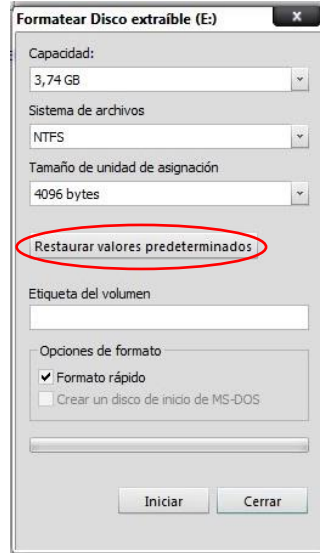 Formatear Disco extraíble (E:)
x
Capacidad:
3,74 GB
Sistema de archivos
NTFS
Tamaño de unidad de asignación
4096 bytes
Restaurar valores predeterminados
Etiqueta del volumen
Opciones de formato
Formato rápido
Crear un disco de inicio de MS-DOS
Iniciar
Cerrar